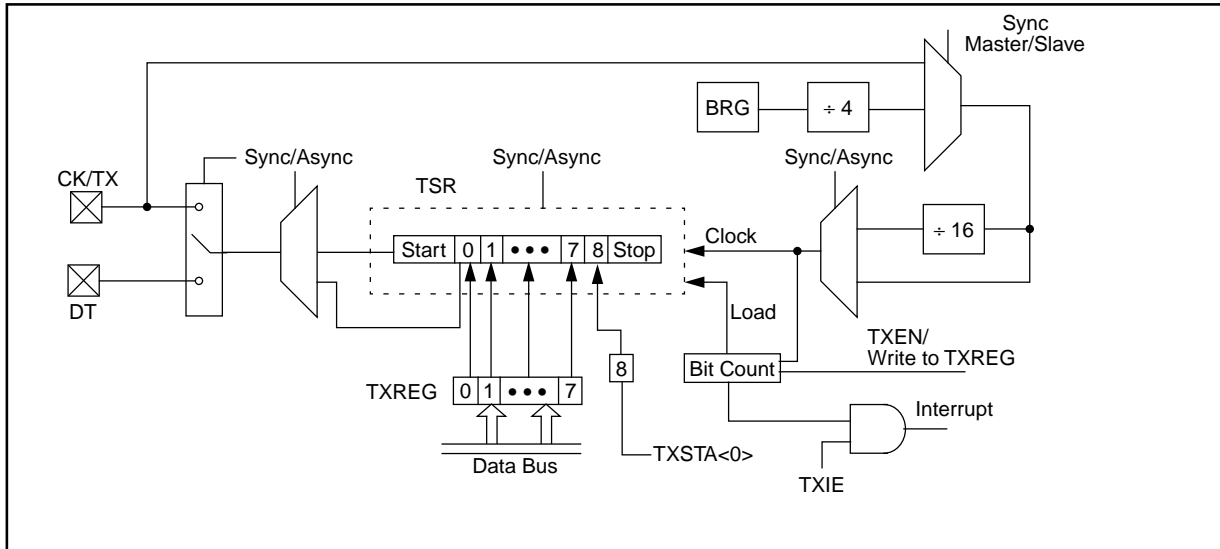 Sync
Master/Slave
BRG
÷ 4
Sync/Async
Sync/Async
Sync/Async
CK/TX
TSR
÷ 16
Start 0 1 ••• 7 8 Stop
Clock
DT
Load
TXEN/
Write to TXREG
8
Bit Count
TXREG 0 1 ••• 7
Interrupt
Data Bus
TXSTA<0>
TXIE